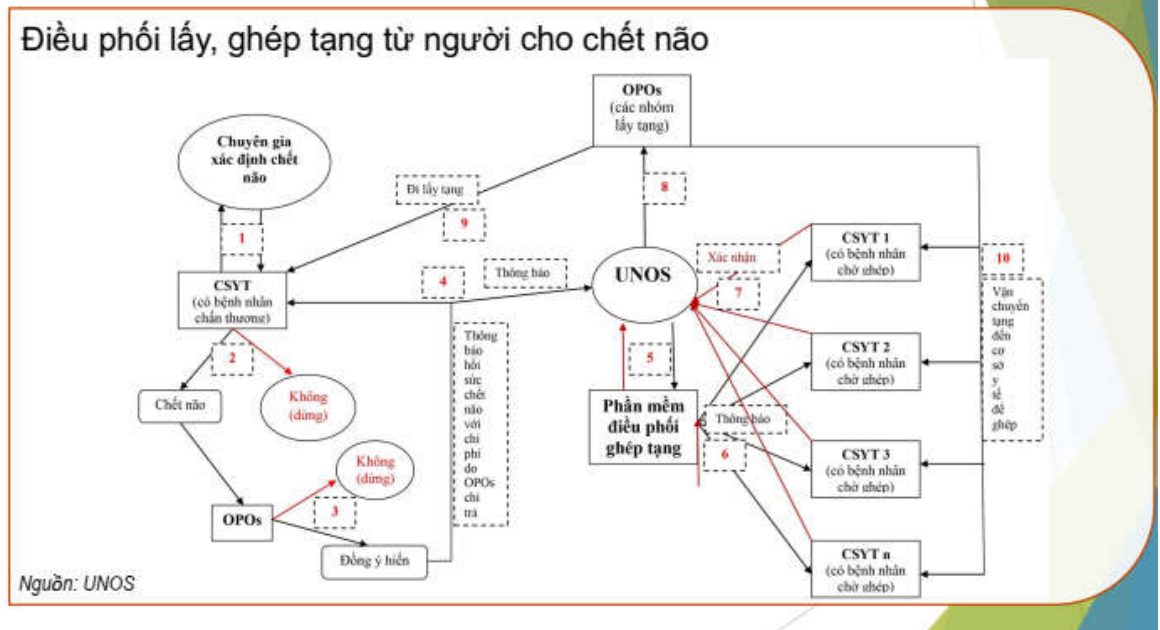 Điều phối lấy, ghép tạng từ người cho chết não
OPOs
(các nhóm
lấy tạng)
Chuyên gia
xác định chết
não
Đi lấy tạng
8
9
1
CSYT
(có bệnh nhân
chấn thương)
4
Thông báo
UNOS
Xác nhận
7
CSYT 1
(có bệnh nhân
chờ ghép)
10
Vận
chuyển
tạng
đến
cơ
sở
y
tế
để
ghép
2
Thông
báo
hồi
sức
chết
não
với
chi
phí
do
OPOs
chi
trả
5
CSYT 2
(có bệnh nhân
chờ ghép)
Chết não
Không
(dừng)
Phần mềm
điều phối
ghép tạng
Thông báo
6
Không
(dừng)
CSYT 3
(có bệnh nhân
chờ ghép)
OPOs
3
Đồng ý hiến
CSYT n
(có bệnh nhân
chờ ghép)
Nguồn: UNOS